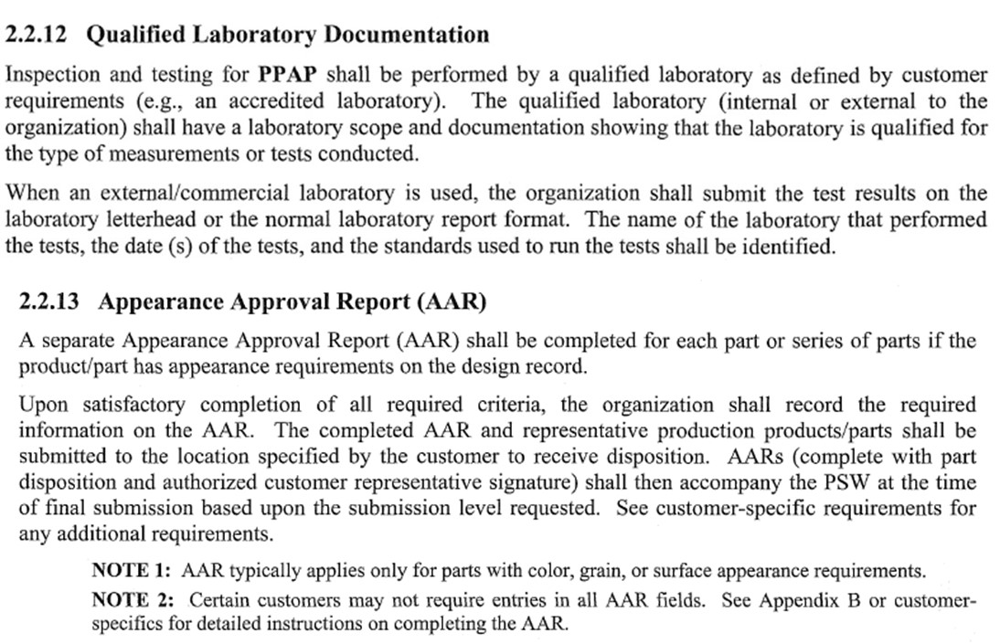 2.2.12 Qualified Laboratory Documentation
Inspection and testing for PPAP shall be performed by a qualified laboratory as defined by customer
requirements (e.g., an accredited laboratory). The qualified laboratory (internal or external to the
organization) shall have a laboratory scope and documentation showing that the laboratory is qualified for
the type of measurements or tests conducted.
When an external/commercial laboratory is used, the organization shall submit the test results on the
laboratory letterhead or the normal laboratory report format. The name of the laboratory that performed
the tests, the date (s) of the tests, and the standards used to run the tests shall be identified.
2.2.13 Appearance Approval Report (AAR)
A separate Appearance Approval Report (AAR) shall be completed for each part or series of parts if the
product/part has appearance requirements on the design record.
Upon satisfactory completion of all required criteria, the organization shall record the required
information on the AAR. The completed AAR and representative production products/parts shall be
submitted to the location specified by the customer to receive disposition. AARs (complete with part
disposition and authorized customer representative signature) shall then accompany the PSW at the time
of final submission based upon the submission level requested. See customer-specific requirements for
any additional requirements.
NOTE 1: AAR typically applies only for parts with color, grain, or surface appearance requirements.
NOTE 2: Certain customers may not require entries in all AAR fields. See Appendix B or customer-
specifics for detailed instructions on completing the AAR.